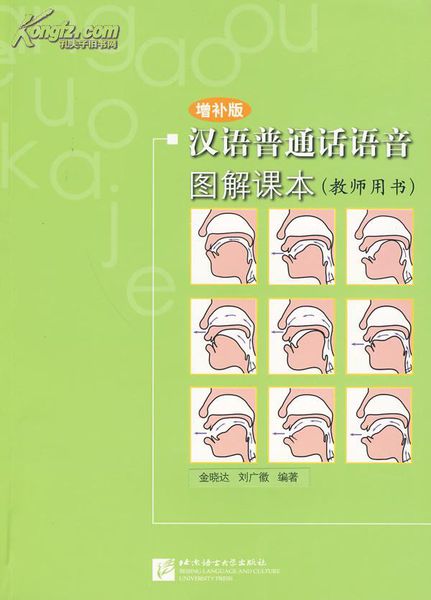 Kongfz.com
孔夫子旧书网
ang
gao
ou
uo
ka
je
增补版
汉语普通话语音
图解课本(教师用书)
金晓达 刘广徽 编著
北京语言大学出版社
BEIJING LANGUAGE AND CULTURE
UNIVERSITY PRESS